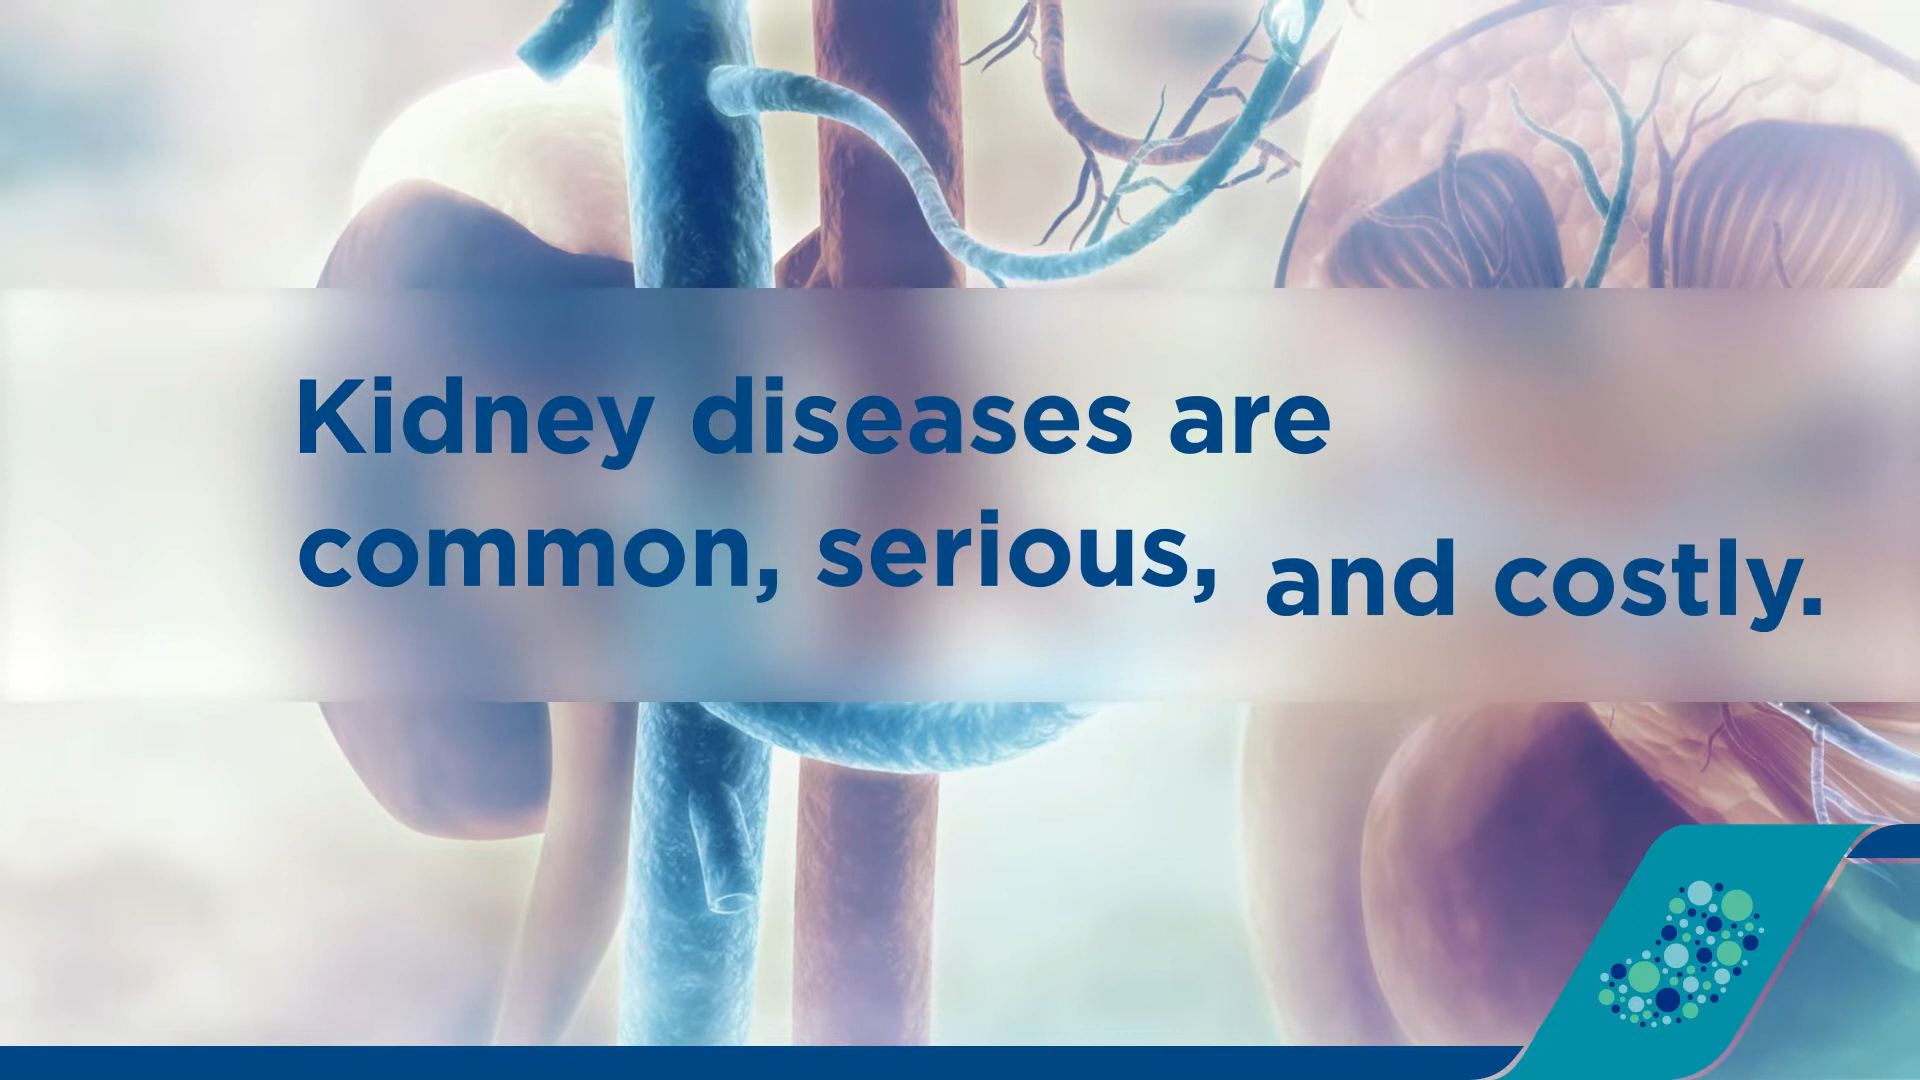 Kidney diseases are
common, serious, and costly.